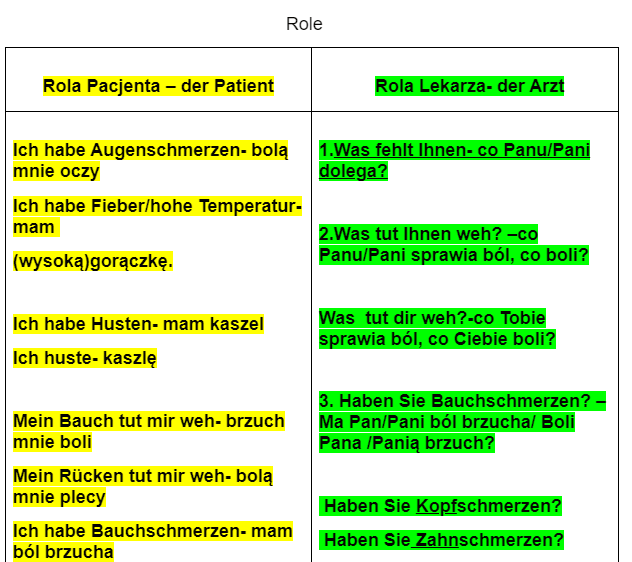 Role
Rola Pacjenta – der Patient
Rola Lekarza- der Arzt
Ich habe Augenschmerzen- bolą
mnie oczy
Ich habe Fieber/hohe Temperatur-
mam
(wysoką)gorączkę.
Ich habe Husten- mam kaszel
Ich huste- kaszlę
Mein Bauch tut mir weh- brzuch
mnie boli
Mein Rücken tut mir weh- bolą
mnie plecy
Ich habe Bauchschmerzen- mam
ból brzucha
1.Was fehlt Ihnen- co Panu/Pani
dolega?
2.Was tut Ihnen weh? –co
Panu/Pani sprawia ból, co boli?
Was  tut dir weh?-co Tobie
sprawia ból, co Ciebie boli?
3. Haben Sie Bauchschmerzen? –
Ma Pan/Pani ból brzucha/ Boli
Pana /Panią brzuch?
Haben Sie Kopfschmerzen?
Haben Sie Zahnschmerzen?